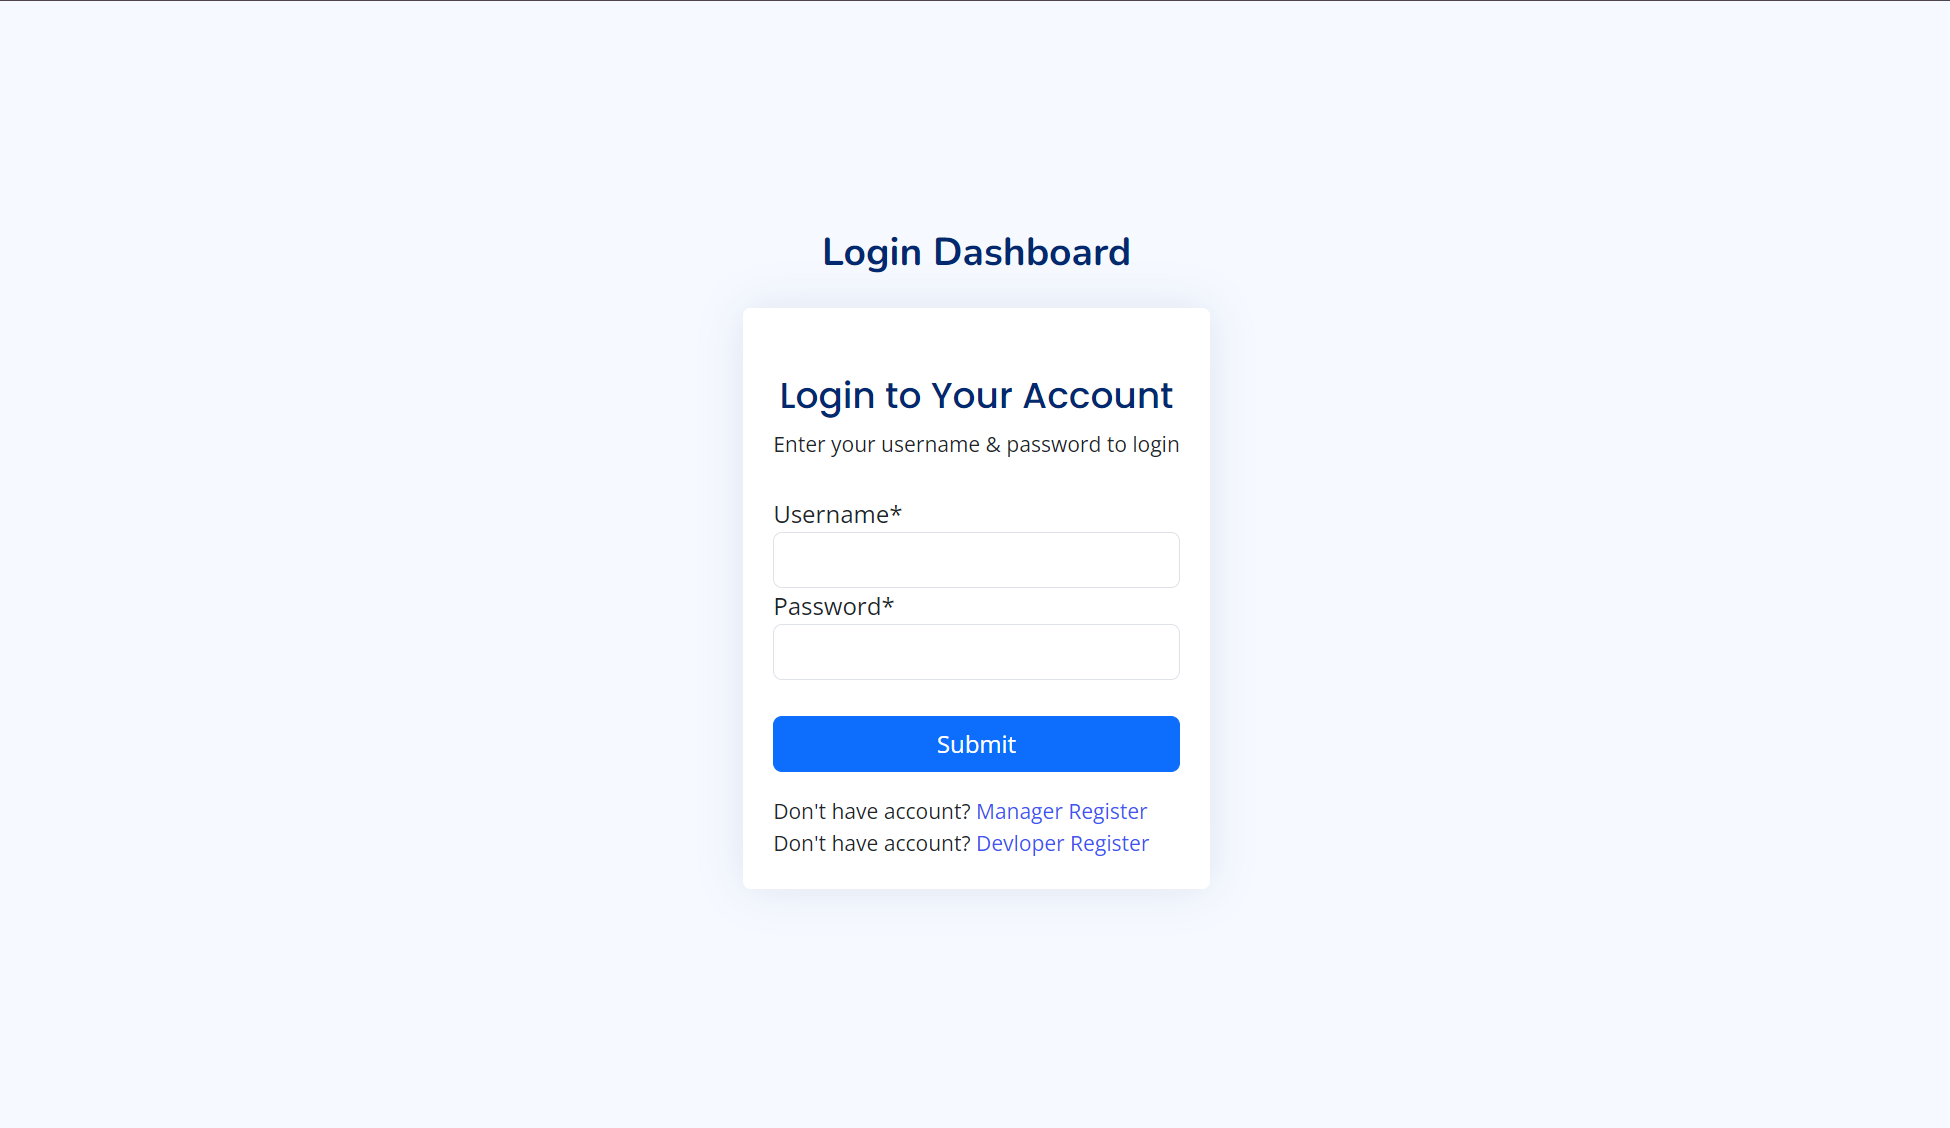 Login Dashboard
Login to Your Account
Enter your username & password to login
Username*
Password*
Submit
Don't have account? Manager Register
Don't have account? Devloper Register